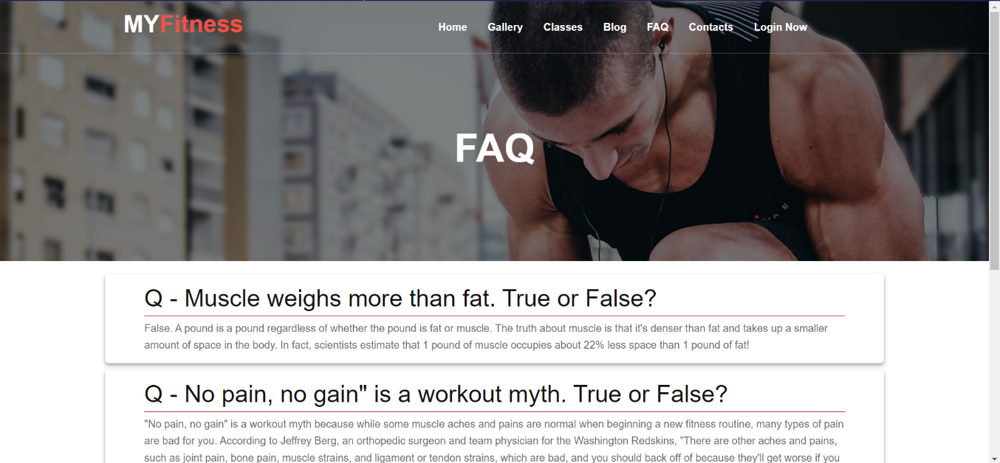 MYFitness
Home Gallery Classes Blog FAQ Contacts Login Now
FAQ
Q - Muscle weighs more than fat. True or False?
False. A pound is a pound regardless of whether the pound is fat or muscle. The truth about muscle is that it's denser than fat and takes up a smaller
amount of space in the body. In fact, scientists estimate that 1 pound of muscle occupies about 22% less space than 1 pound of fat!
Q - No pain, no gain" is a workout myth. True or False?
"No pain, no gain" is a workout myth because while some muscle aches and pains are normal when beginning a new fitness routine, many types of pain
are bad for you. According to Jeffrey Berg, an orthopedic surgeon and team physician for the Washington Redskins, "There are other aches and pains,
such as joint pain, bone pain, muscle strains, and ligament or tendon strains, which are bad, and you should back off of because they'll get worse if you